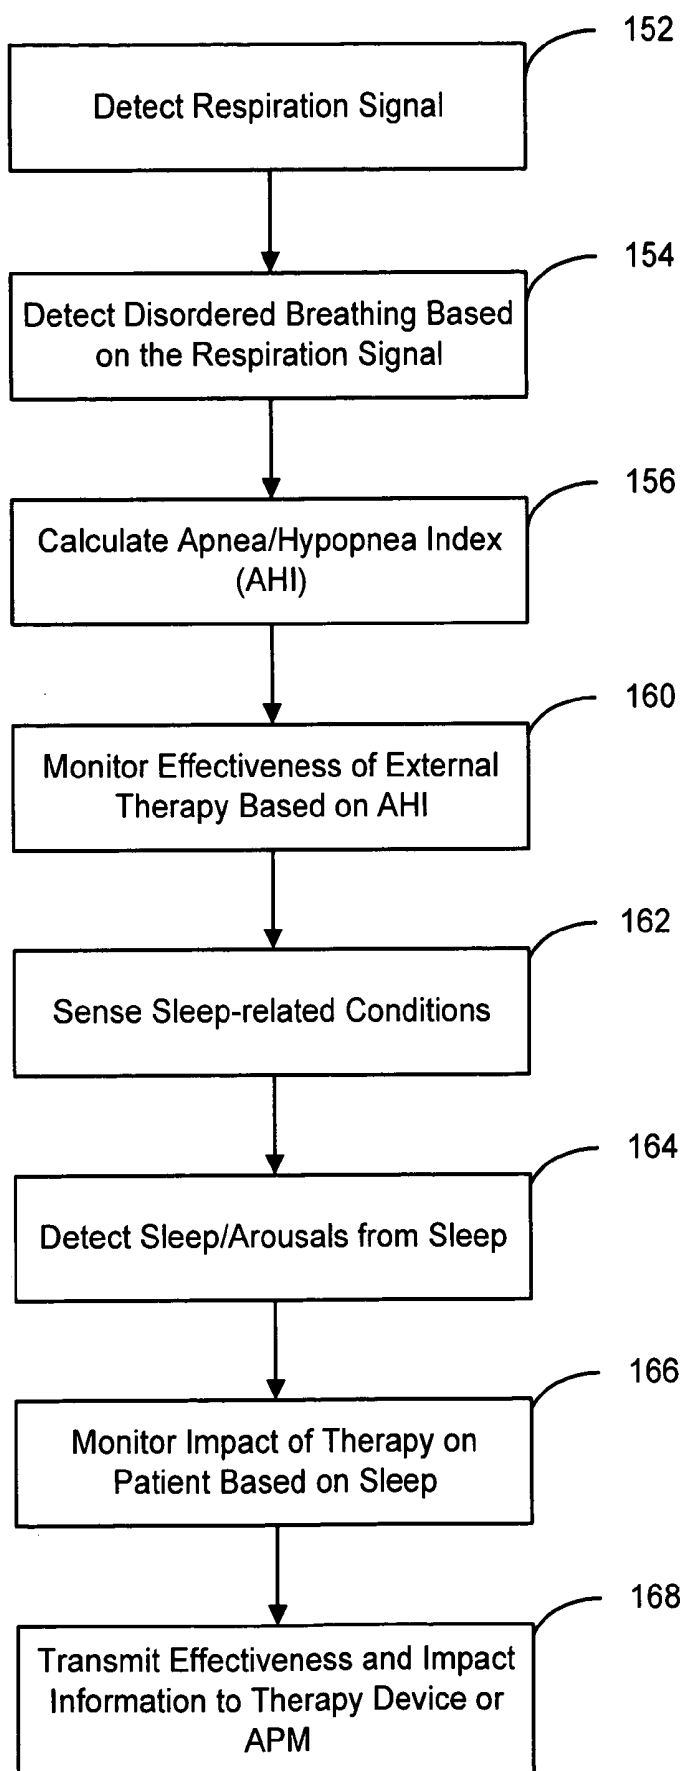 152
Detect Respiration Signal
154
Detect Disordered Breathing Based
on the Respiration Signal
156
Calculate Apnea/Hypopnea Index
(AHI)
160
Monitor Effectiveness of External
Therapy Based on AHI
162
Sense Sleep-related Conditions
164
Detect Sleep/Arousals from Sleep
166
Monitor Impact of Therapy on
Patient Based on Sleep
168
Transmit Effectiveness and Impact
Information to Therapy Device or
APM